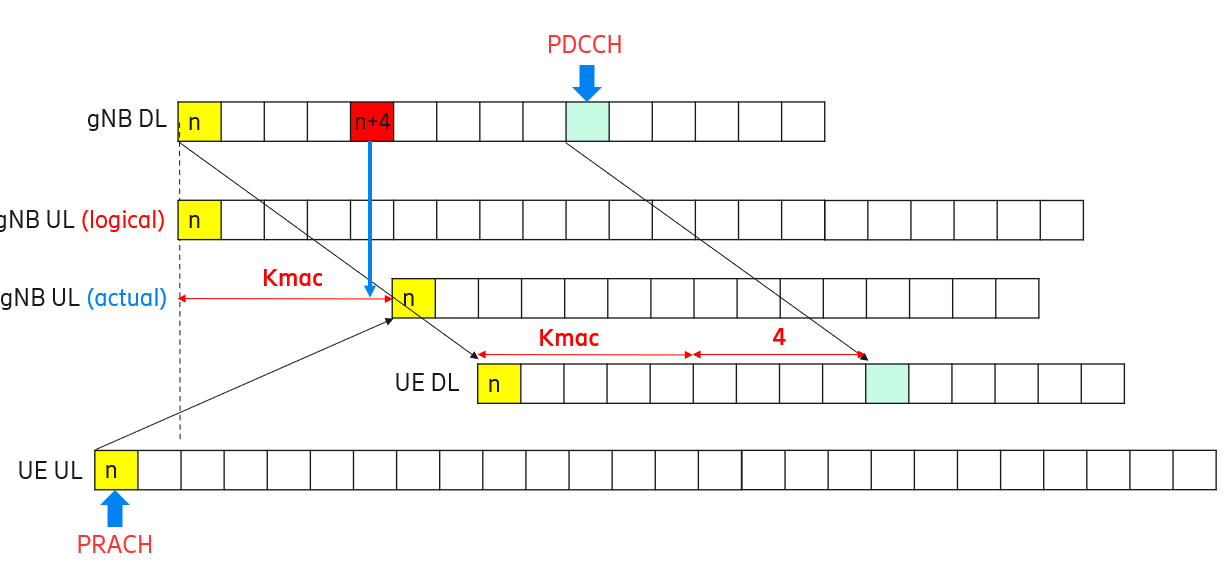 PDCCH
gNB DL
n
n+4
gNB UL (logical)
n
Kmac
gNB UL (actual)
n
Kmac
4
UE DL
n
UE UL
n
PRACH